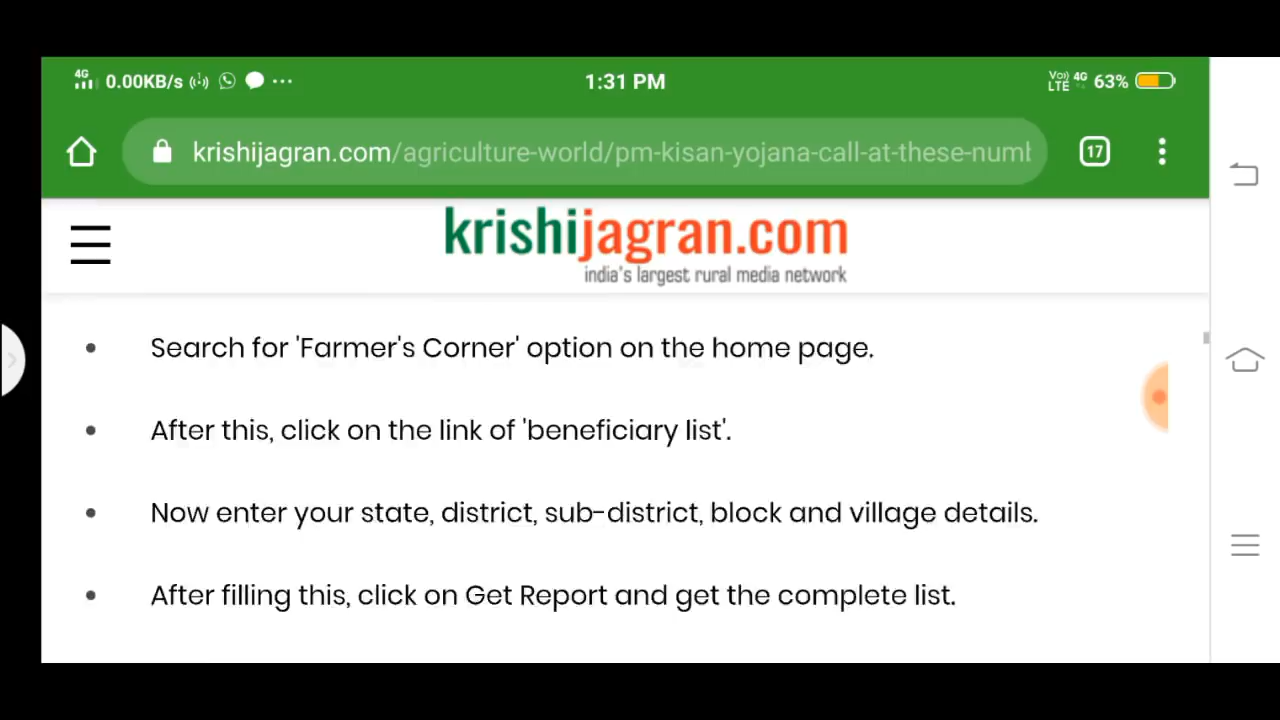 4G 0.00KB/s ... 1:31 PM Vo) LTE 4G 63%
krishijagran.com/agriculture-world/pm-kisan-yojana-call-at-these-numb 17
krishijagran.com
india's largest rural media network
• Search for 'Farmer's Corner' option on the home page.
• After this, click on the link of 'beneficiary list'.
• Now enter your state, district, sub-district, block and village details.
• After filling this, click on Get Report and get the complete list.